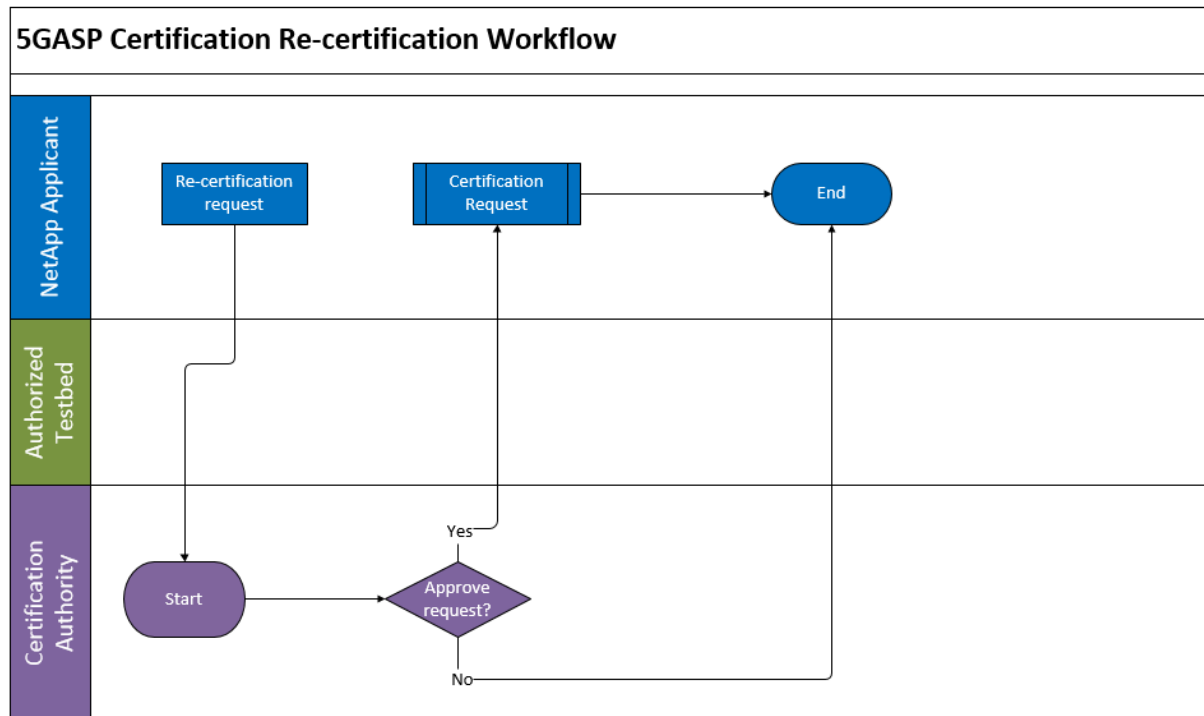 5GASP Certification Re-certification Workflow
NetApp Applicant
Re-certification
request
Certification
Request
End
Authorized
Testbed
Certification
Authority
Yes
Start
Approve
request?
No